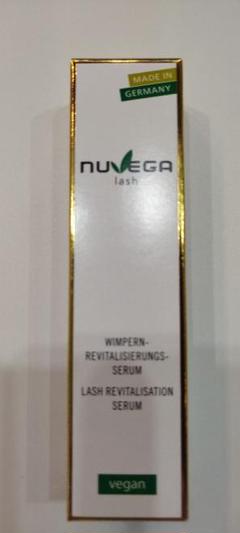 MADE IN
GERMANY
NUVEGA
lash
WIMPERN-
REVITALISIERUNGS-
SERUM
LASH REVITALISATION
SERUM
vegan